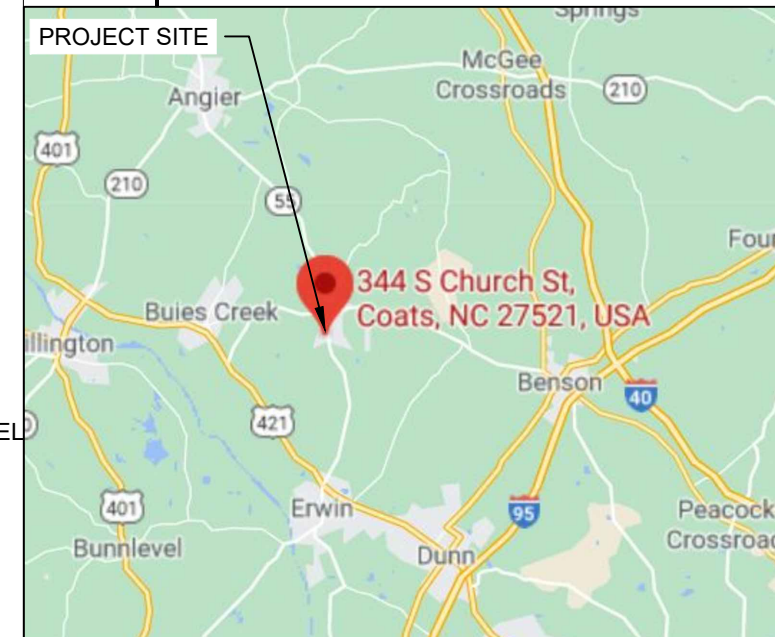 Springs
PROJECT SITE
McGee
Crossroads
210
Angier
401
210
55
Four
344 S Church St,
Coats, NC 27521, USA
Buies Creek
illington
Benson
40
421
EL
401
Erwin
95
Peacock
Crossroad
Bunnlevel
Dunn